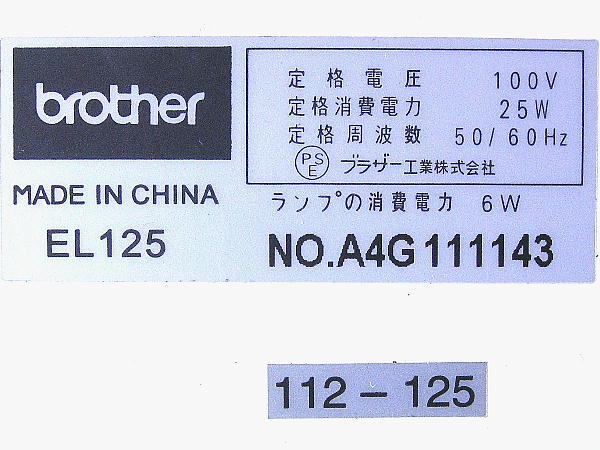 brother
MADE IN CHINA
EL125
定格電圧 100V
定格消費電力 25W
定格周波数 50/60Hz
PSE ブラザー工業株式会社
ランプの消費電力 6W
NO.A4G111143
112-125